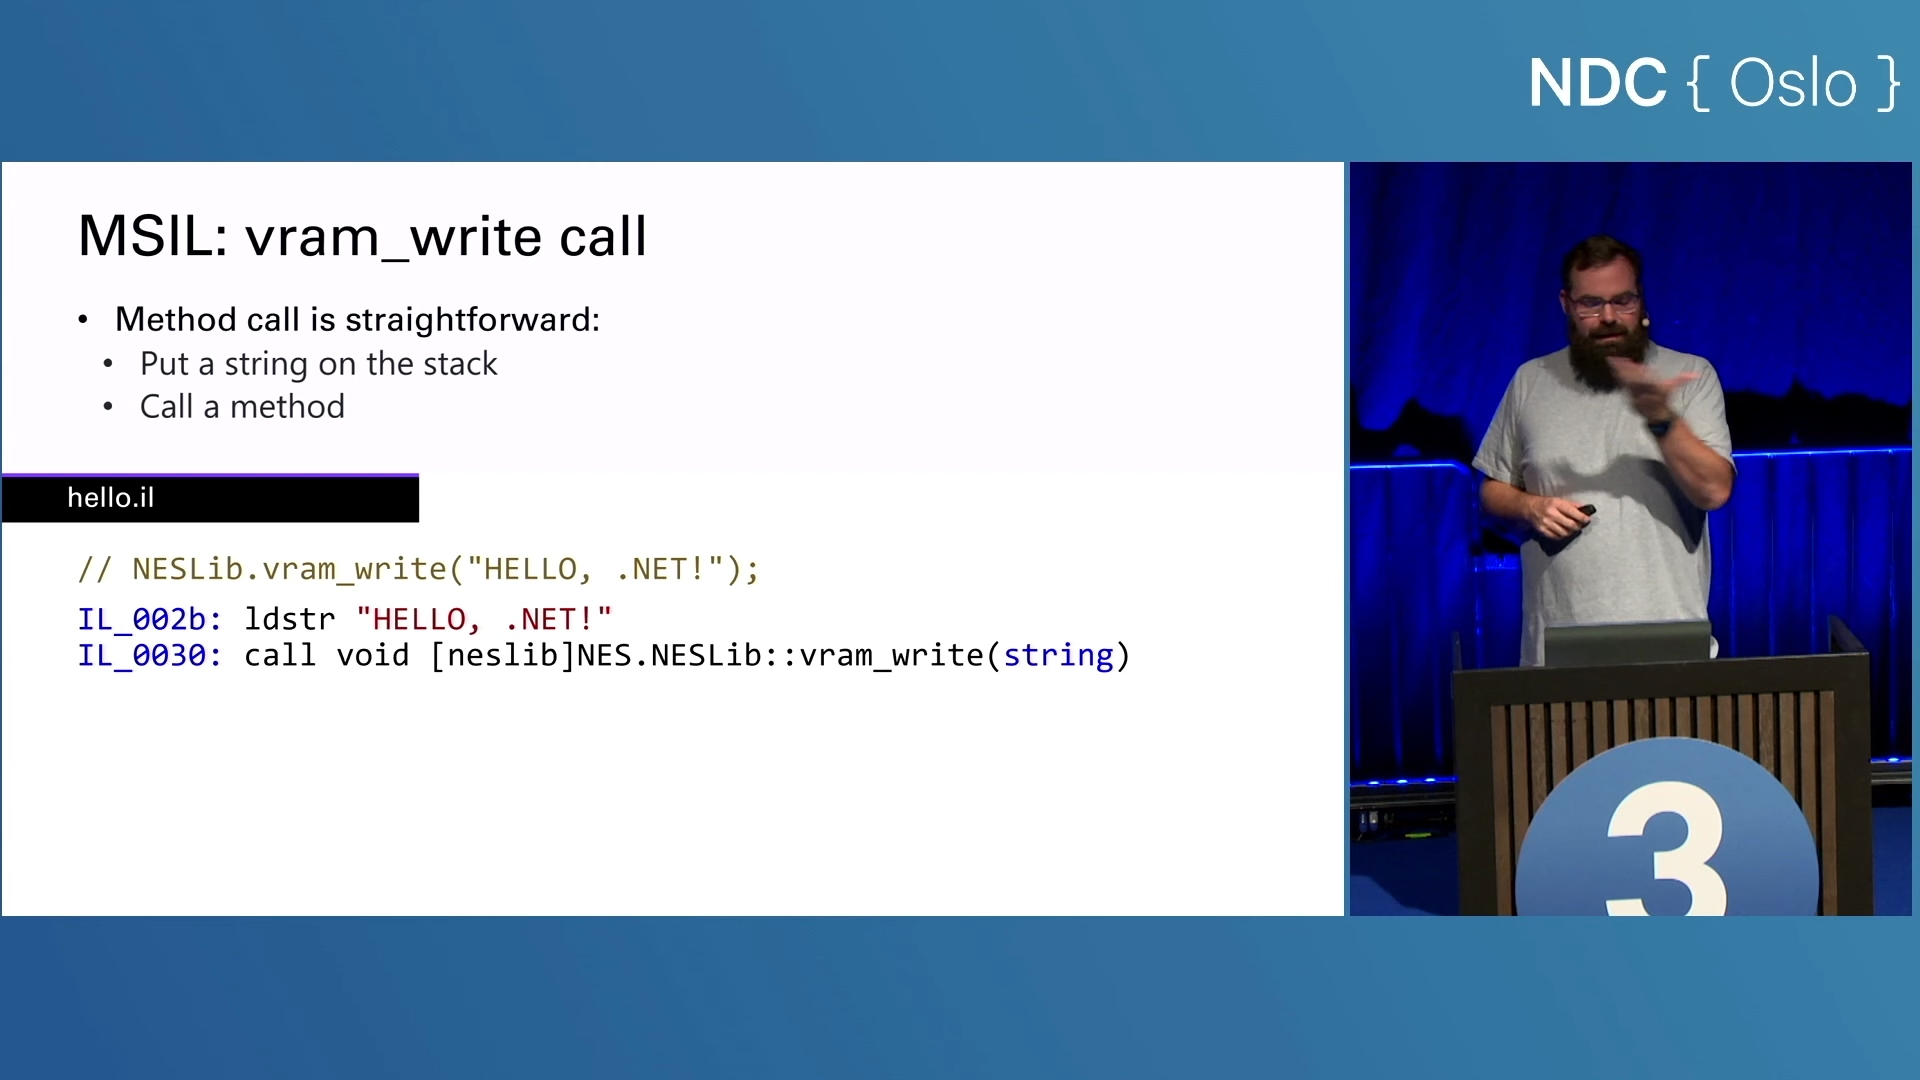 NDC { Oslo }
MSIL: vram_write call
• Method call is straightforward:
• Put a string on the stack
• Call a method
hello.il
// NESLib.vram_write("HELLO, .NET!");
IL_002b: ldstr "HELLO, .NET!"
IL_0030: call void [neslib]NES.NESLib::vram_write(string)
3